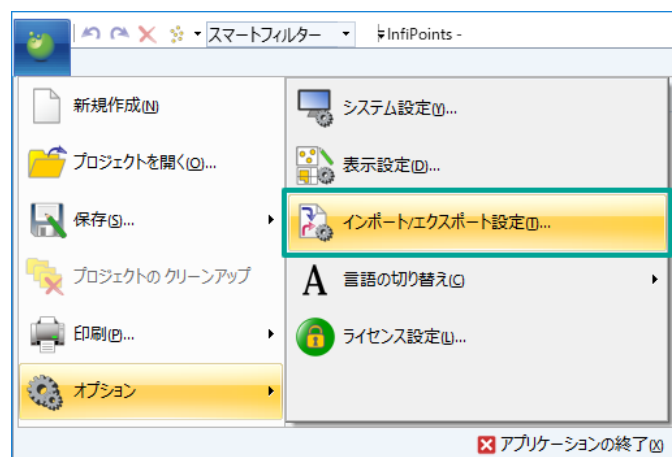 スマートフィルター
InfiPoints -
新規作成(N)
プロジェクトを開く(O)...
保存(S)...
プロジェクトの クリーンアップ
印刷(P)...
オプション
システム設定(Y)...
表示設定(D)...
インポート/エクスポート設定(I)...
A 言語の切り替え(C)
ライセンス設定(L)...
アプリケーションの終了(X)